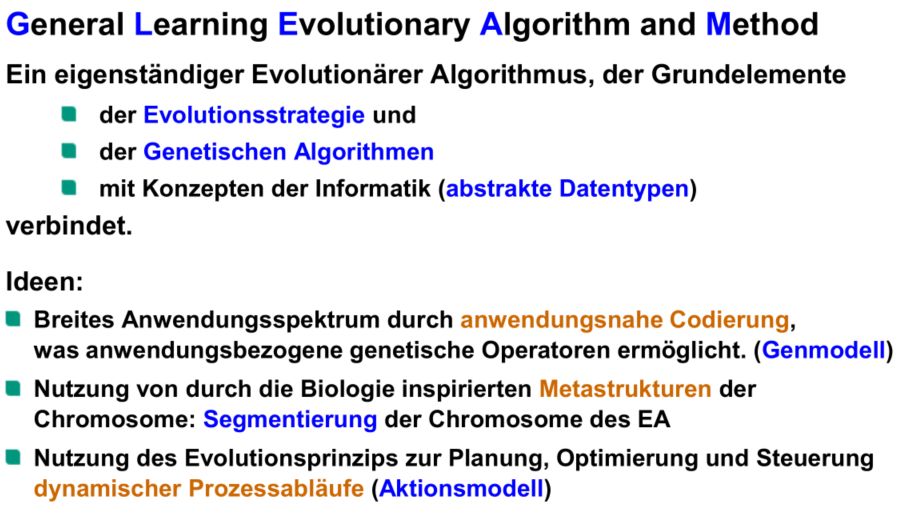 General Learning Evolutionary Algorithm and Method
Ein eigenständiger Evolutionärer Algorithmus, der Grundelemente
der Evolutionsstrategie und
der Genetischen Algorithmen
mit Konzepten der Informatik (abstrakte Datentypen)
verbindet.
Ideen:
Breites Anwendungsspektrum durch anwendungsnahe Codierung,
was anwendungsbezogene genetische Operatoren ermöglicht. (Genmodell)
Nutzung von durch die Biologie inspirierten Metastrukturen der
Chromosome: Segmentierung der Chromosome des EA
Nutzung des Evolutionsprinzips zur Planung, Optimierung und Steuerung
dynamischer Prozessabläufe (Aktionsmodell)